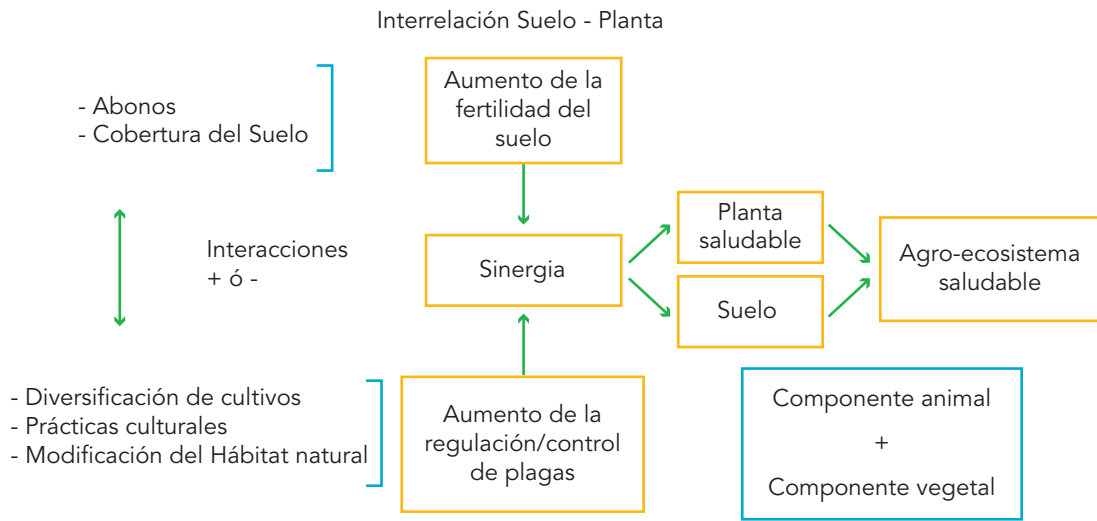 Interrelación Suelo - Planta
- Abonos
- Cobertura del Suelo
Aumento de la
fertilidad del
suelo
Interacciones
+ ó -
Sinergia
Planta
saludable
Suelo
Agro-ecosistema
saludable
- Diversificación de cultivos
- Prácticas culturales
- Modificación del Hábitat natural
Aumento de la
regulación/control
de plagas
Componente animal
+
Componente vegetal